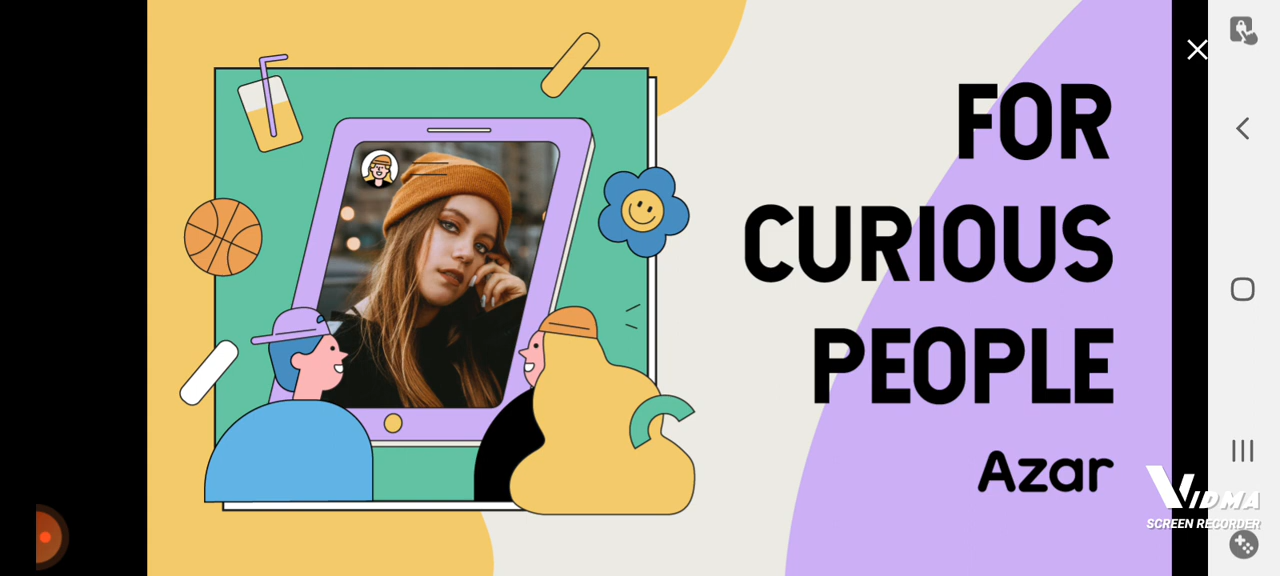 FOR
CURIOUS
PEOPLE
Azar
VIDMA
SCREEN RECORDER